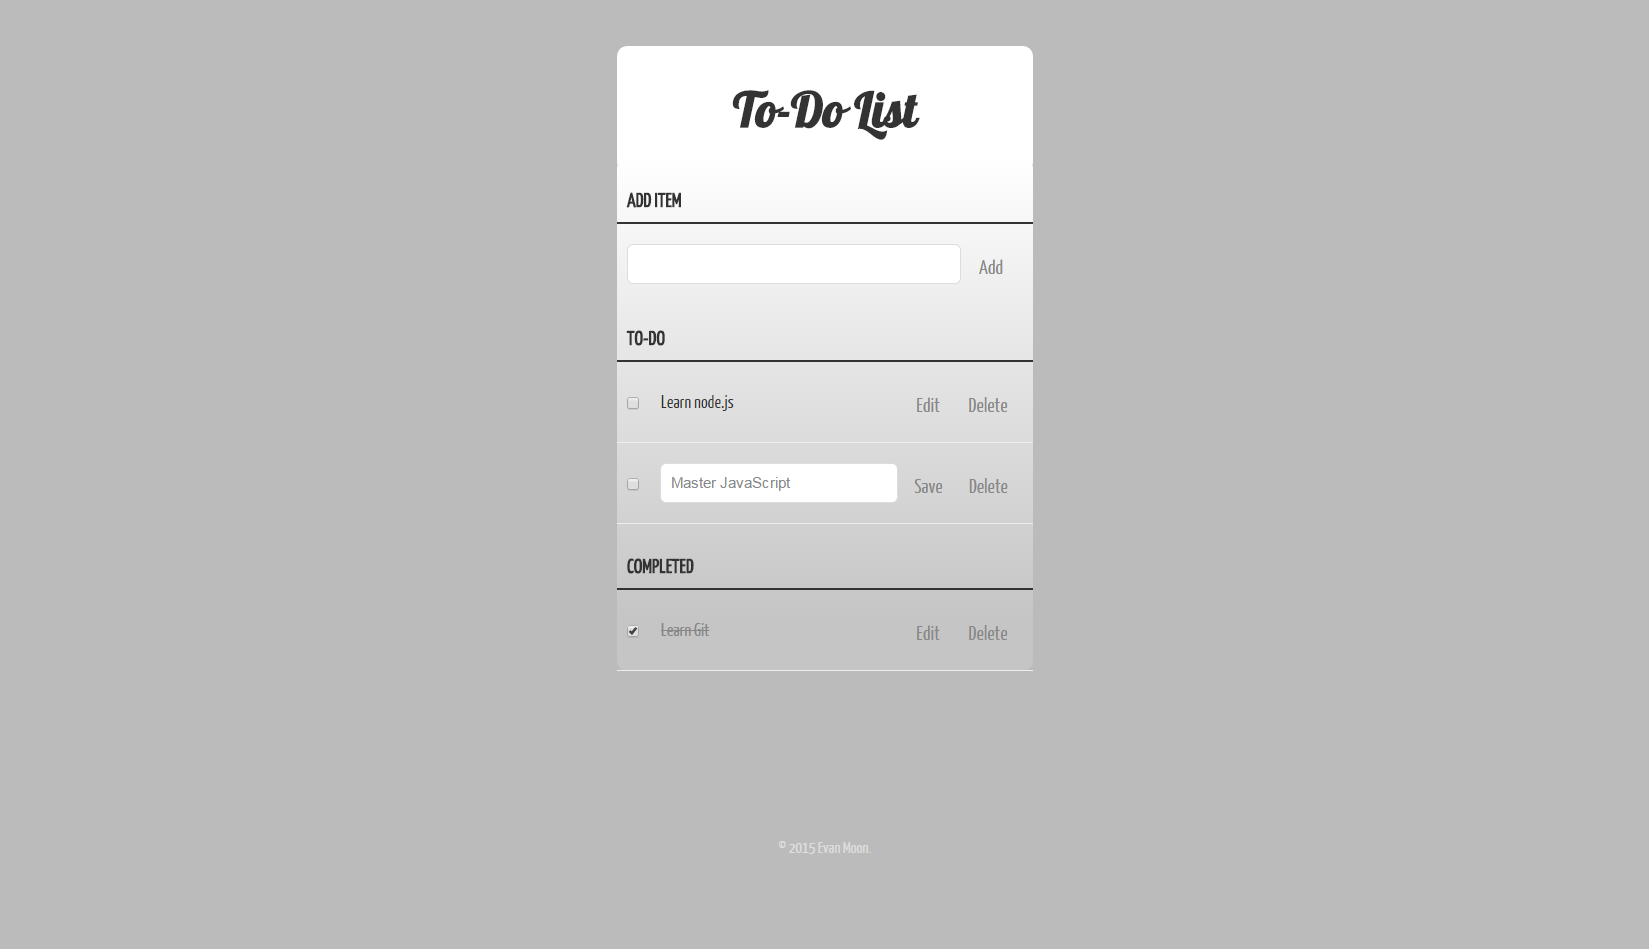 To-Do List
ADD ITEM
Add
TO-DO
Learn node.js Edit Delete
Master JavaScript Save Delete
COMPLETED
Learn Git Edit Delete
© 2015 Evan Moon.